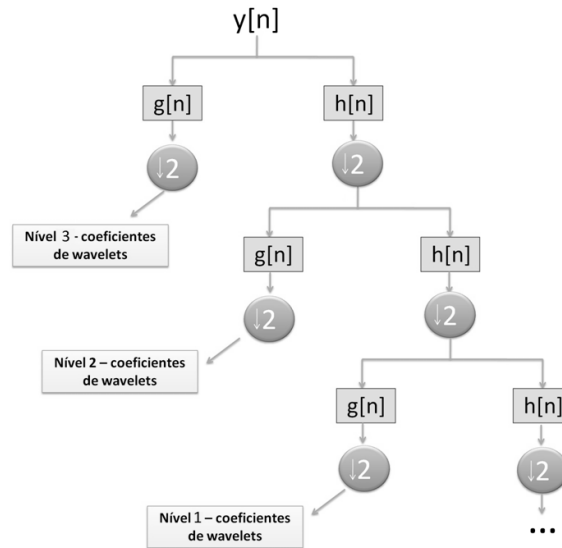 y[n]
g[n]
h[n]
↓2
↓2
Nível 3 - coeficientes
de wavelets
g[n]
h[n]
↓2
↓2
Nível 2 – coeficientes
de wavelets
g[n]
h[n]
↓2
↓2
Nível 1 – coeficientes
de wavelets
...